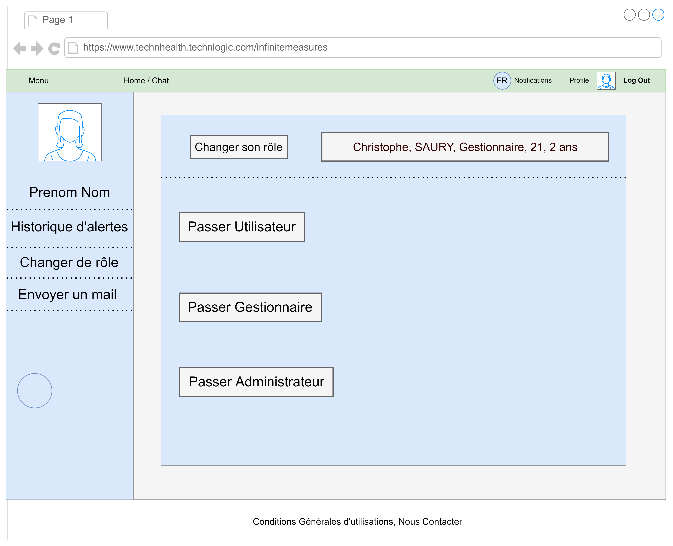 Page 1
https://www.technhealth.technlogic.com/infinitemeasures
Menu
Home / Chat
FR
Notifications
Profile
Log Out
Prenom Nom
Historique d'alertes
Changer de rôle
Envoyer un mail
Changer son rôle
Christophe, SAURY, Gestionnaire, 21, 2 ans
Passer Utilisateur
Passer Gestionnaire
Passer Administrateur
Conditions Générales d'utilisations, Nous Contacter